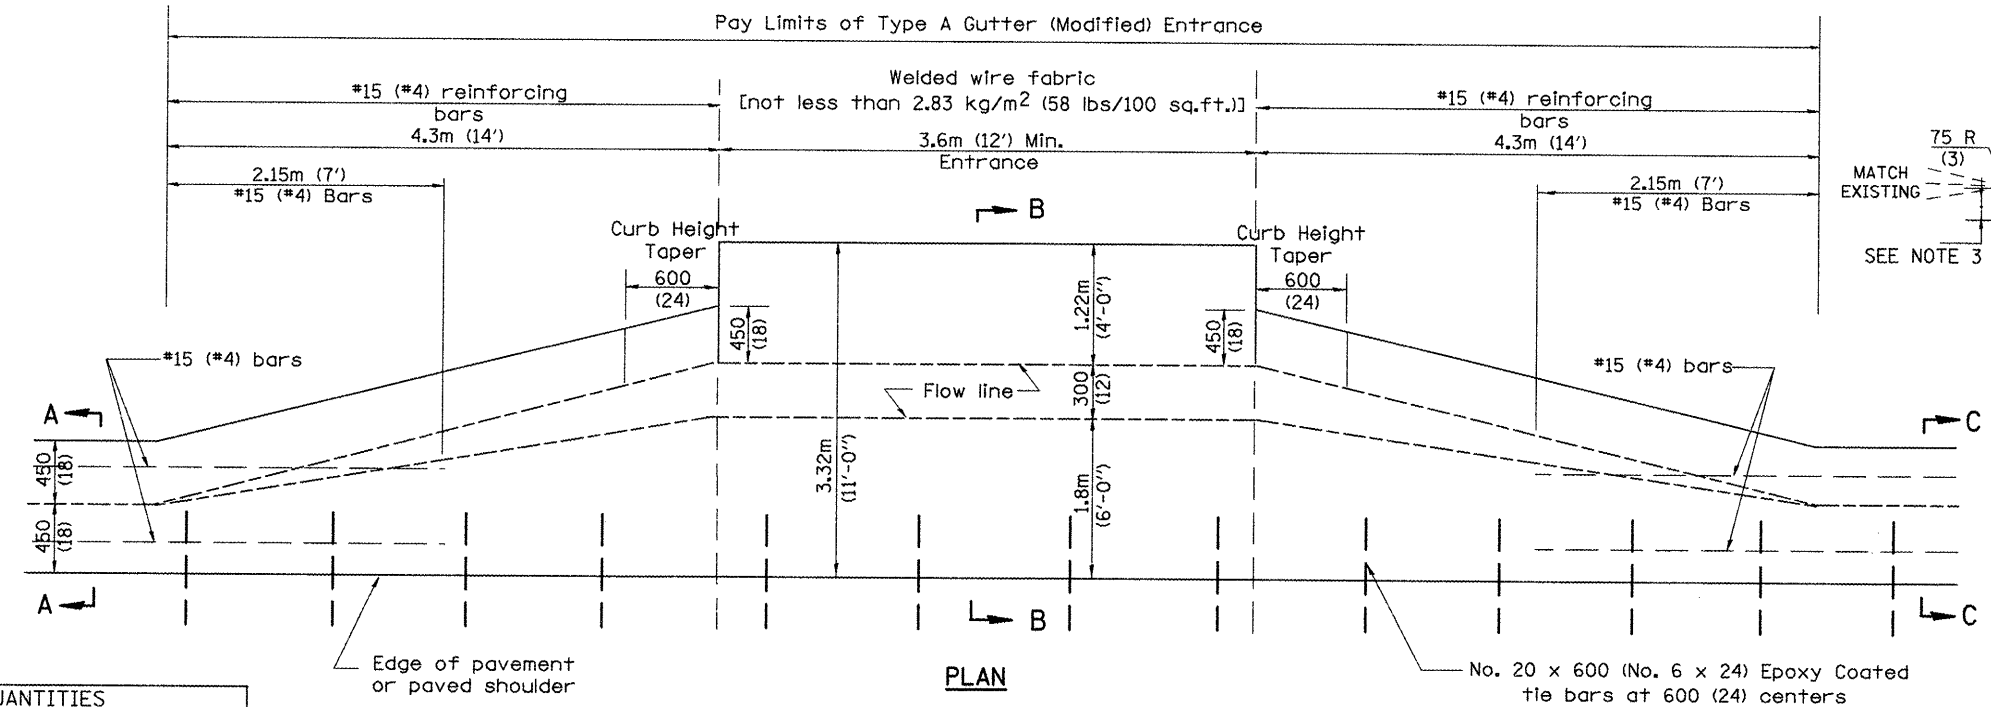 Pay Limits of Type A Gutter (Modified) Entrance
#15 (#4) reinforcing
bars
4.3m (14')
2.15m (7')
#15 (#4) Bars
Welded wire fabric
[not less than 2.83 kg/m2 (58 lbs/100 sq.ft.)]
3.6m (12') Min.
Entrance
#15 (#4) reinforcing
bars
4.3m (14')
2.15m (7')
#15 (#4) Bars
75 R
(3)
MATCH
EXISTING
SEE NOTE 3
B
Curb Height
Taper
600
(24)
450
(18)
Curb Height
Taper
600
(24)
450
(18)
1.22m
(4'-0")
300
(12)
1.8m
(6'-0")
3.32m
(11'-0")
Flow line
#15 (#4) bars
#15 (#4) bars
A
C
450
(18)
450
(18)
A
B
C
Edge of pavement
or paved shoulder
PLAN
No. 20 x 600 (No. 6 x 24) Epoxy Coated
tie bars at 600 (24) centers
UANTITIES